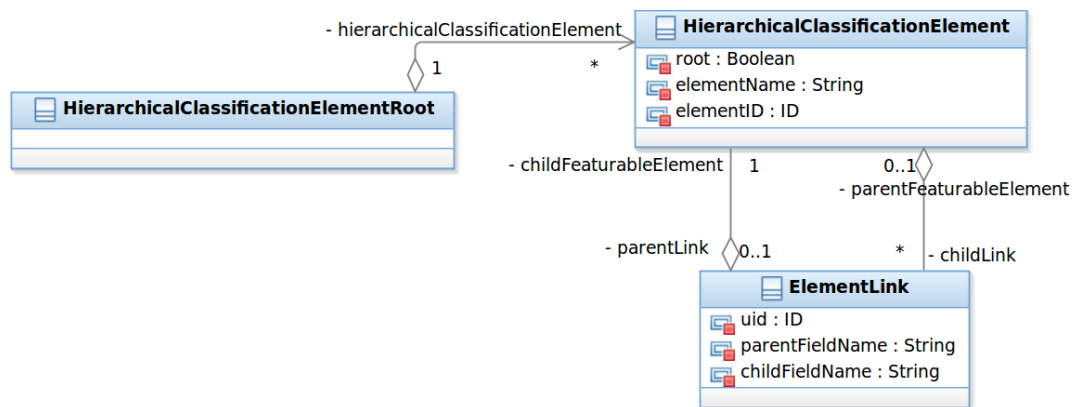 HierarchicalClassificationElement
- hierarchicalClassificationElement
root : Boolean
1
*
elementName : String
HierarchicalClassificationElementRoot
elementID : ID
- childFeaturableElement
1
0..1
- parentFeaturableElement
- parentLink
0..1
*
- childLink
ElementLink
uid : ID
parentFieldName : String
childFieldName : String